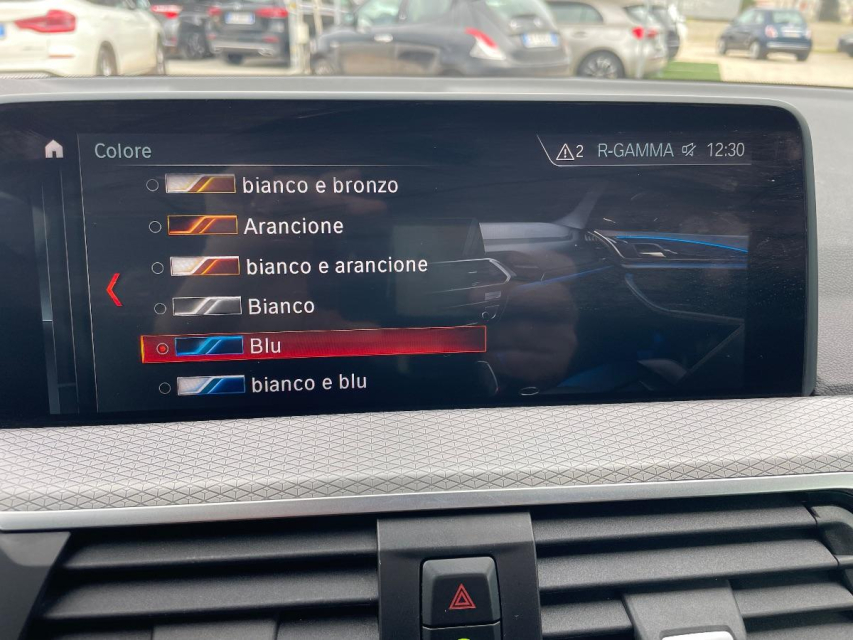 Colore
2 R-GAMMA 12:30
bianco e bronzo
Arancione
bianco e arancione
Bianco
Blu
bianco e blu